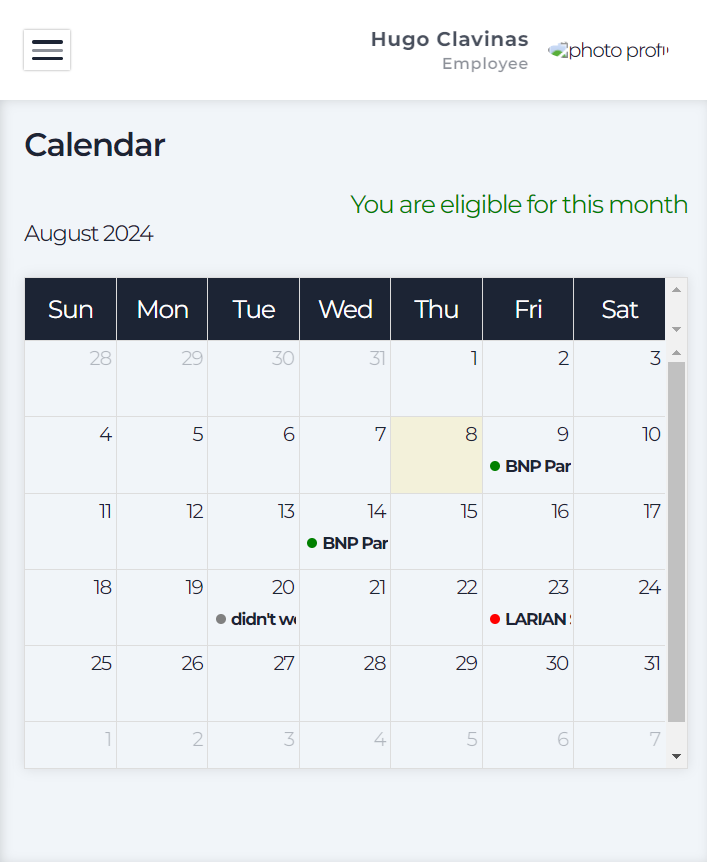 Hugo Clavinas
Employee
photo profi
Calendar
You are eligible for this month
August 2024
Sun Mon Tue Wed Thu Fri Sat
28 29 30 31 1 2 3
4 5 6 7 8 9 10
BNP Par
11 12 13 14 15 16 17
BNP Par
18 19 20 21 22 23 24
didn't we LARIAN
25 26 27 28 29 30 31
1 2 3 4 5 6 7